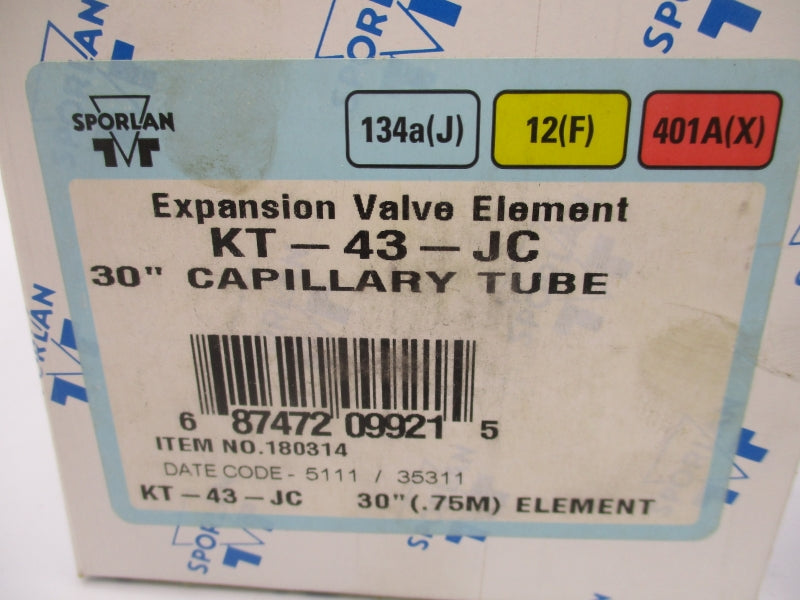 SPORLAN
134a(J) 12(F) 401A(X)
Expansion Valve Element
KT - 43 - JC
30" CAPILLARY TUBE
6 87472 09921 5
ITEM NO.180314
DATE CODE - 5111 / 35311
KT - 43 - JC 30"(.75M) ELEMENT